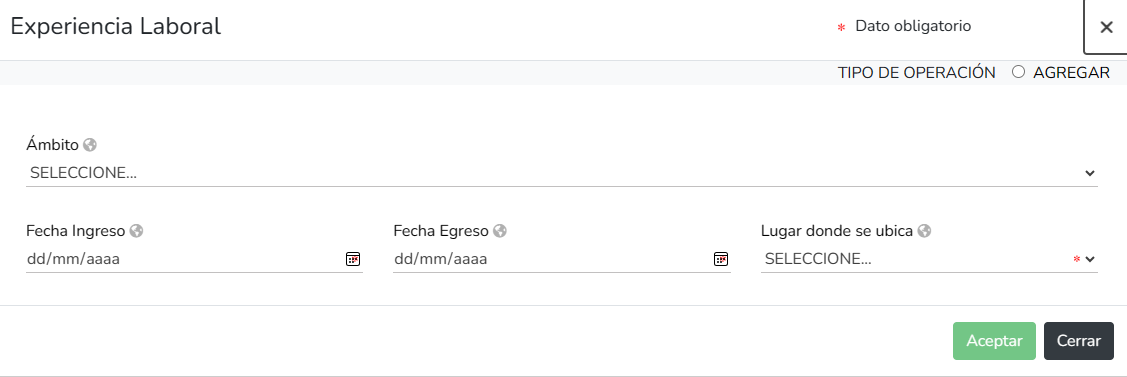 Experiencia Laboral
* Dato obligatorio
×
TIPO DE OPERACIÓN AGREGAR
Ámbito
SELECCIONE...
Fecha Ingreso Fecha Egreso Lugar donde se ubica
dd/mm/aaaa dd/mm/aaaa SELECCIONE... *
Aceptar Cerrar